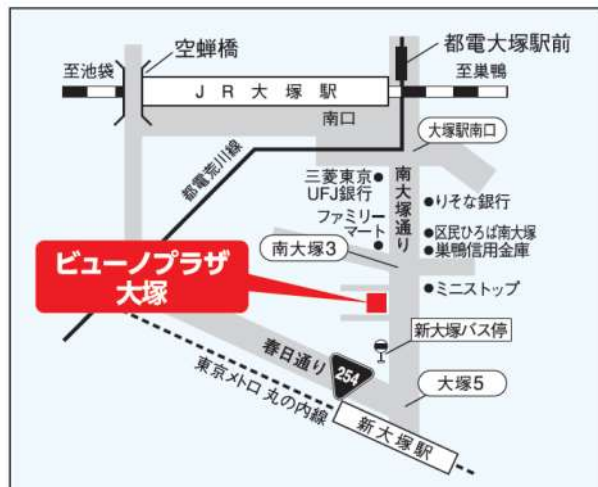 空蝉橋
都電大塚駅前
至池袋
至巣鴨
JR大塚駅
南口
大塚駅南口
都電荒川線
三菱東京
UFJ銀行
南大塚通り
りそな銀行
ファミリー
マート
区民ひろば南大塚
巣鴨信用金庫
南大塚3
ビューノプラザ
大塚
ミニストップ
新大塚バス停
春日通り
254
大塚5
東京メトロ 丸の内線
新大塚駅